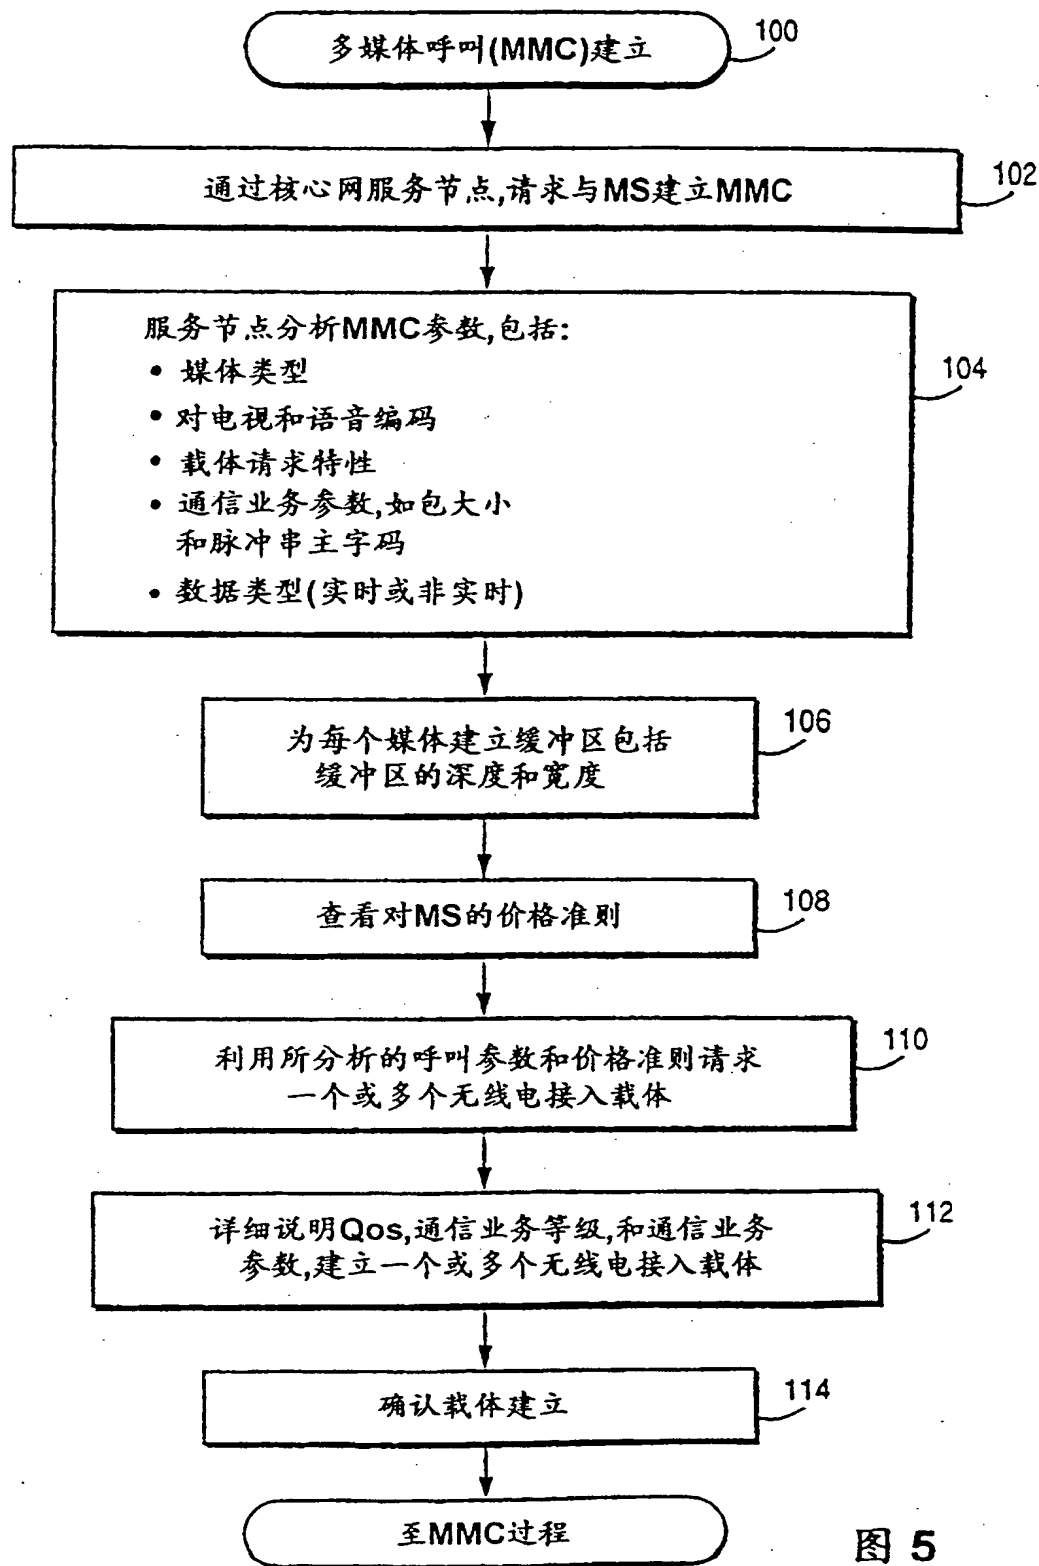 多媒体呼叫(MMC)建立
100
通过核心网服务节点,请求与MS建立MMC
102
服务节点分析MMC参数,包括:
• 媒体类型
• 对电视和语音编码
• 载体请求特性
• 通信业务参数,如包大小
和脉冲串主字码
• 数据类型(实时或非实时)
104
为每个媒体建立缓冲区包括
缓冲区的深度和宽度
106
查看对MS的价格准则
108
利用所分析的呼叫参数和价格准则请求
一个或多个无线电接入载体
110
详细说明Qos,通信业务等级,和通信业务
参数,建立一个或多个无线电接入载体
112
确认载体建立
114
至MMC过程
图 5